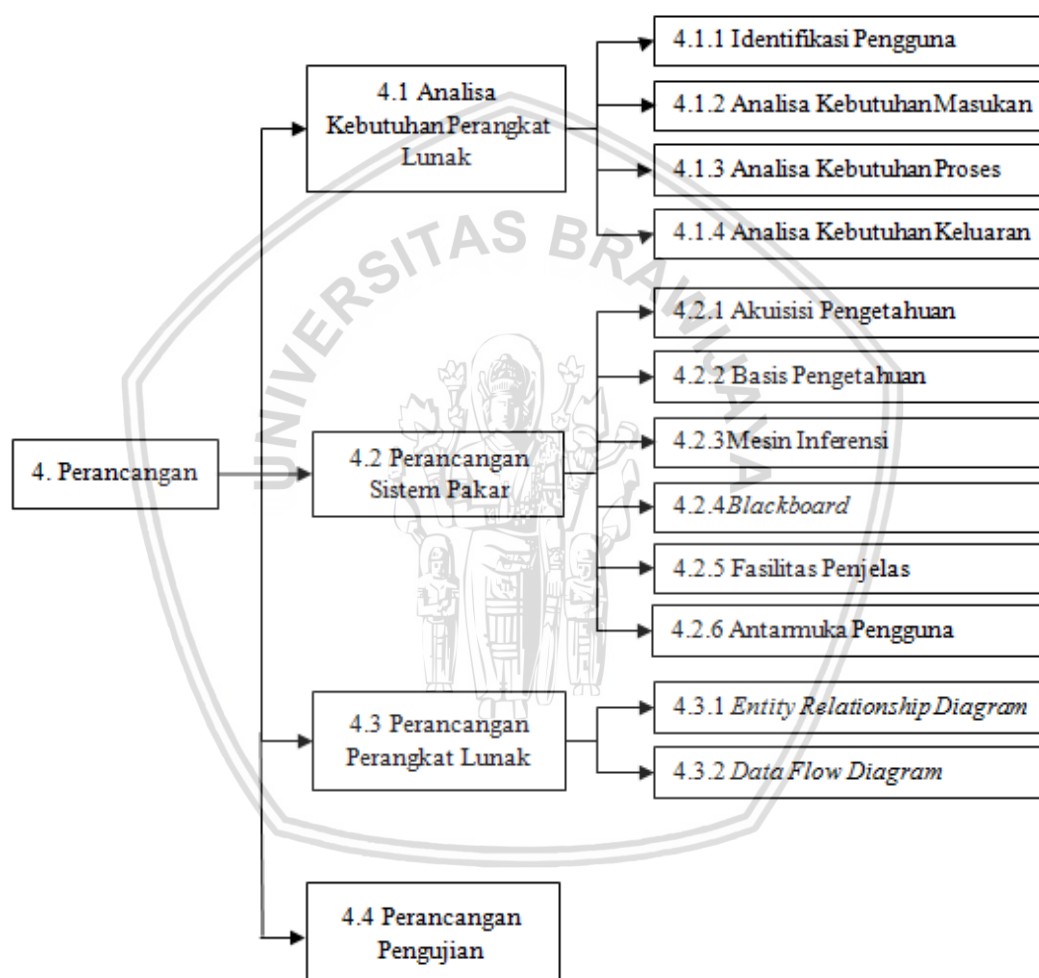 4. Perancangan
4.1 Analisa
Kebutuhan Perangkat
Lunak
4.1.1 Identifikasi Pengguna
4.1.2 Analisa Kebutuhan Masukan
4.1.3 Analisa Kebutuhan Proses
4.1.4 Analisa Kebutuhan Keluaran
4.2 Perancangan
Sistem Pakar
4.2.1 Akuisisi Pengetahuan
4.2.2 Basis Pengetahuan
4.2.3Mesin Inferensi
4.2.4Blackboard
4.2.5 Fasilitas Penjelas
4.2.6 Antarmuka Pengguna
4.3 Perancangan
Perangkat Lunak
4.3.1 Entity Relationship Diagram
4.3.2 Data Flow Diagram
4.4 Perancangan
Pengujian
UNIVERSITAS BRAWIJAYA